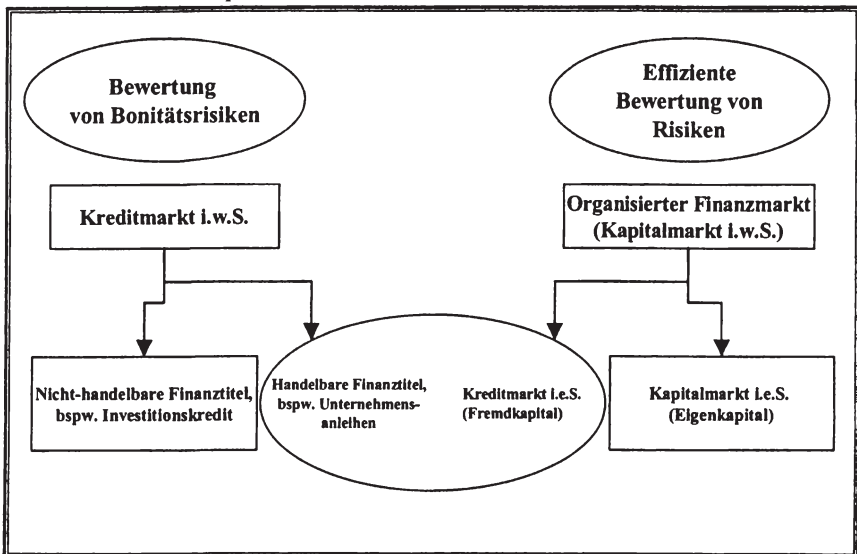 Bewertung
von Bonitätsrisiken
Effiziente
Bewertung von
Risiken
Kreditmarkt i.w.S.
Organisierter Finanzmarkt
(Kapitalmarkt i.w.S.)
Nicht-handelbare Finanztitel,
bspw. Investitionskredit
Handelbare Finanztitel,
bspw. Unternehmens-
anleihen
Kreditmarkt i.e.S.
(Fremdkapital)
Kapitalmarkt i.e.S.
(Eigenkapital)